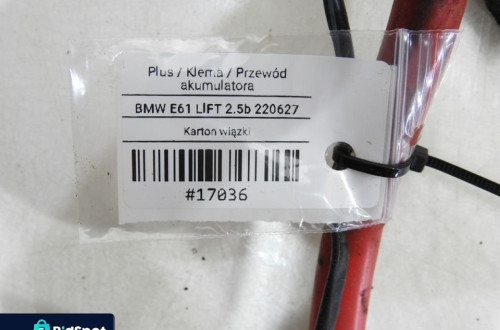 Plus / Klema / Przewód
akumulatora
BMW E61 LIFT 2.5b 220627
Karton wiązki
#17036
BidSpot